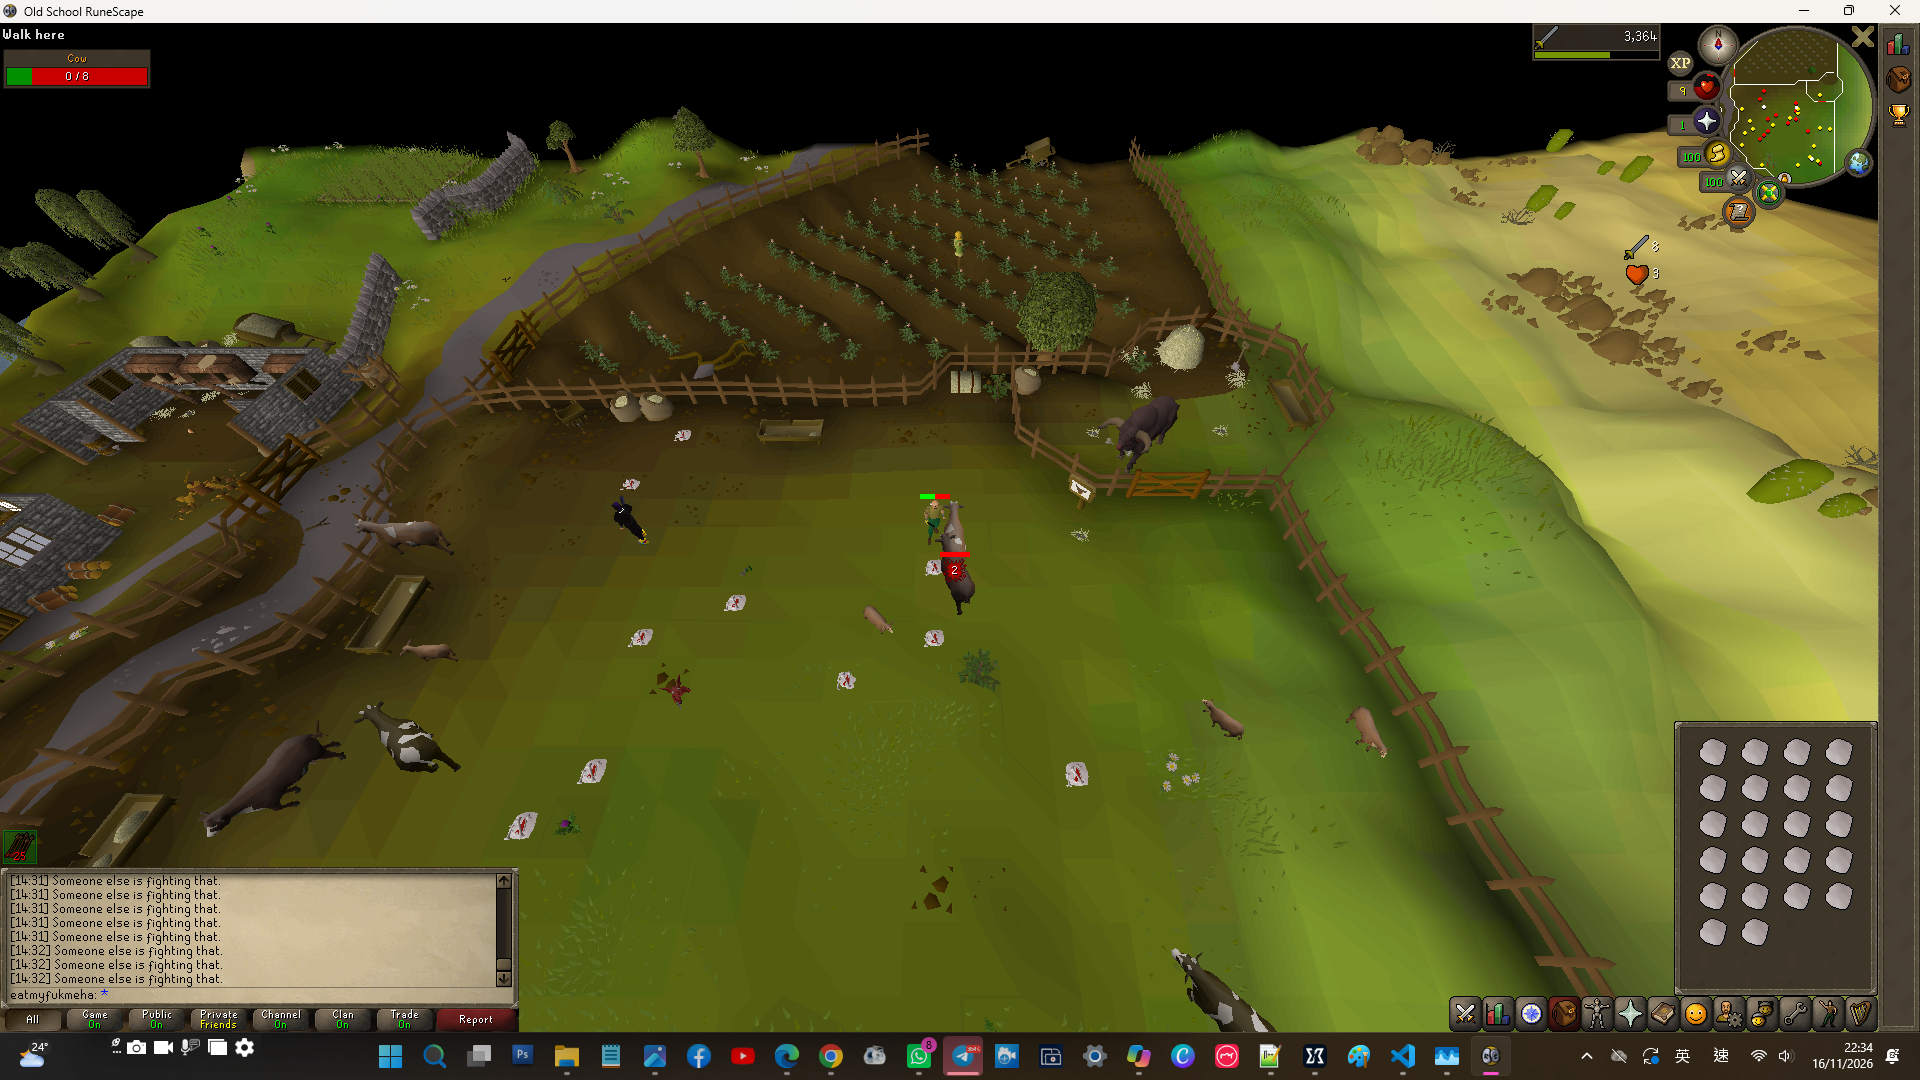 Old School RuneScape
Walk here
Cow
0 / 8
3,364
N
XP
9
1
100
100
8
3
2
25
[14:31] Someone else is fighting that.
[14:31] Someone else is fighting that.
[14:31] Someone else is fighting that.
[14:31] Someone else is fighting that.
[14:31] Someone else is fighting that.
[14:32] Someone else is fighting that.
[14:32] Someone else is fighting that.
[14:32] Someone else is fighting that.
eatmyfukmeha: *
All
Game
On
Public
On
Private
Friends
Channel
On
Clan
On
Trade
On
Report
24°
Ps
8
英
速
22:34
16/11/2026